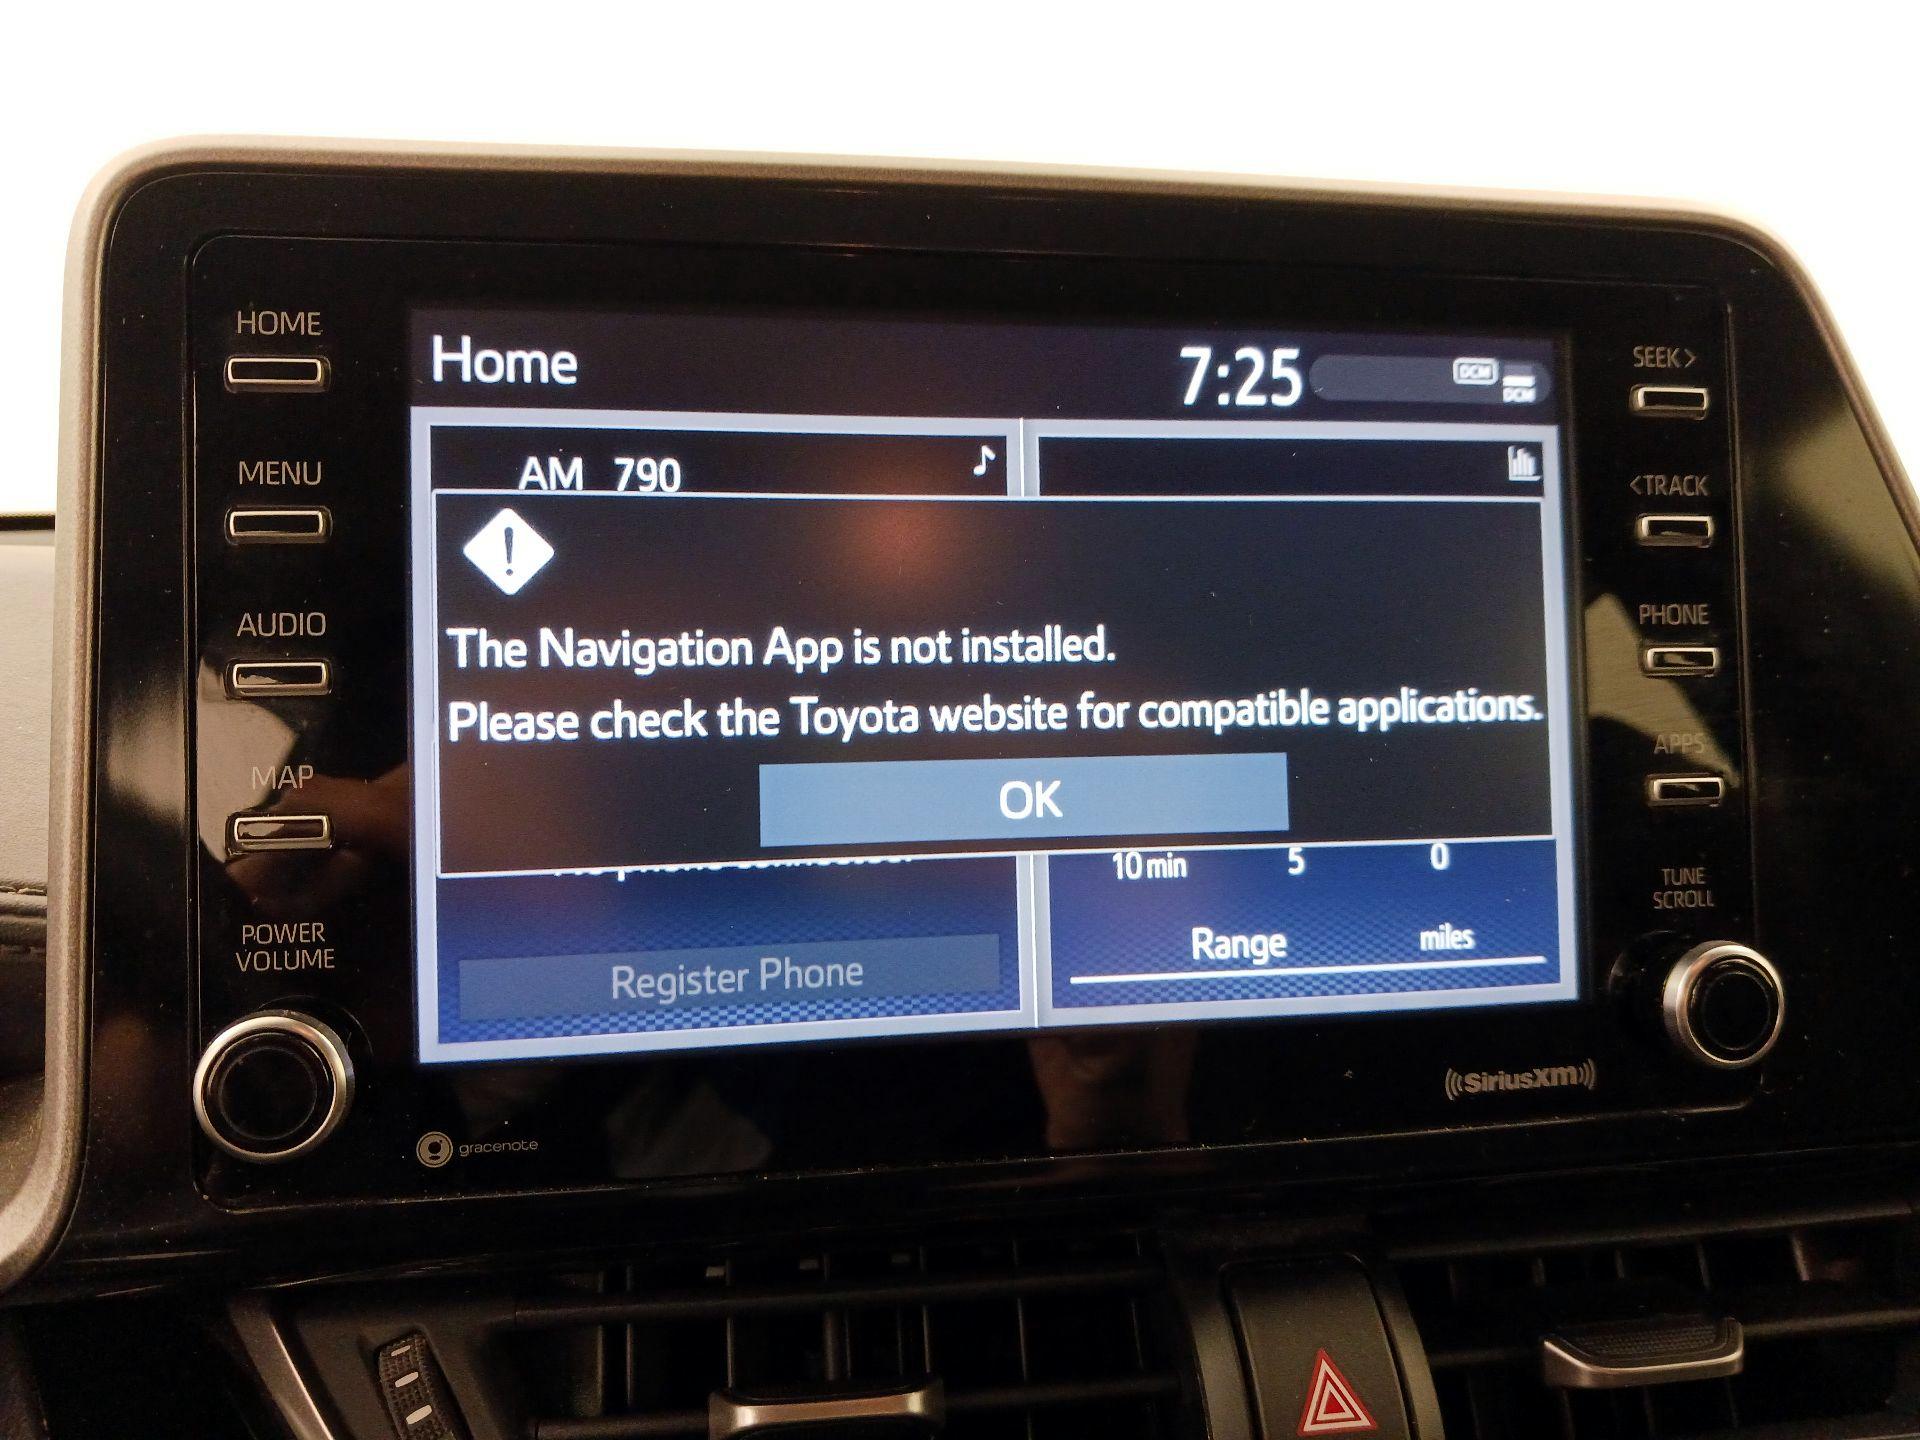 HOME
MENU
AUDIO
MAP
POWER
VOLUME
Home
7:25
DCM
DCM
AM 790
The Navigation App is not installed.
Please check the Toyota website for compatible applications.
OK
10 min 5 0
Register Phone
Range miles
SEEK>
<TRACK
PHONE
APPS
TUNE
SCROLL
gracenote
((SiriusXM))